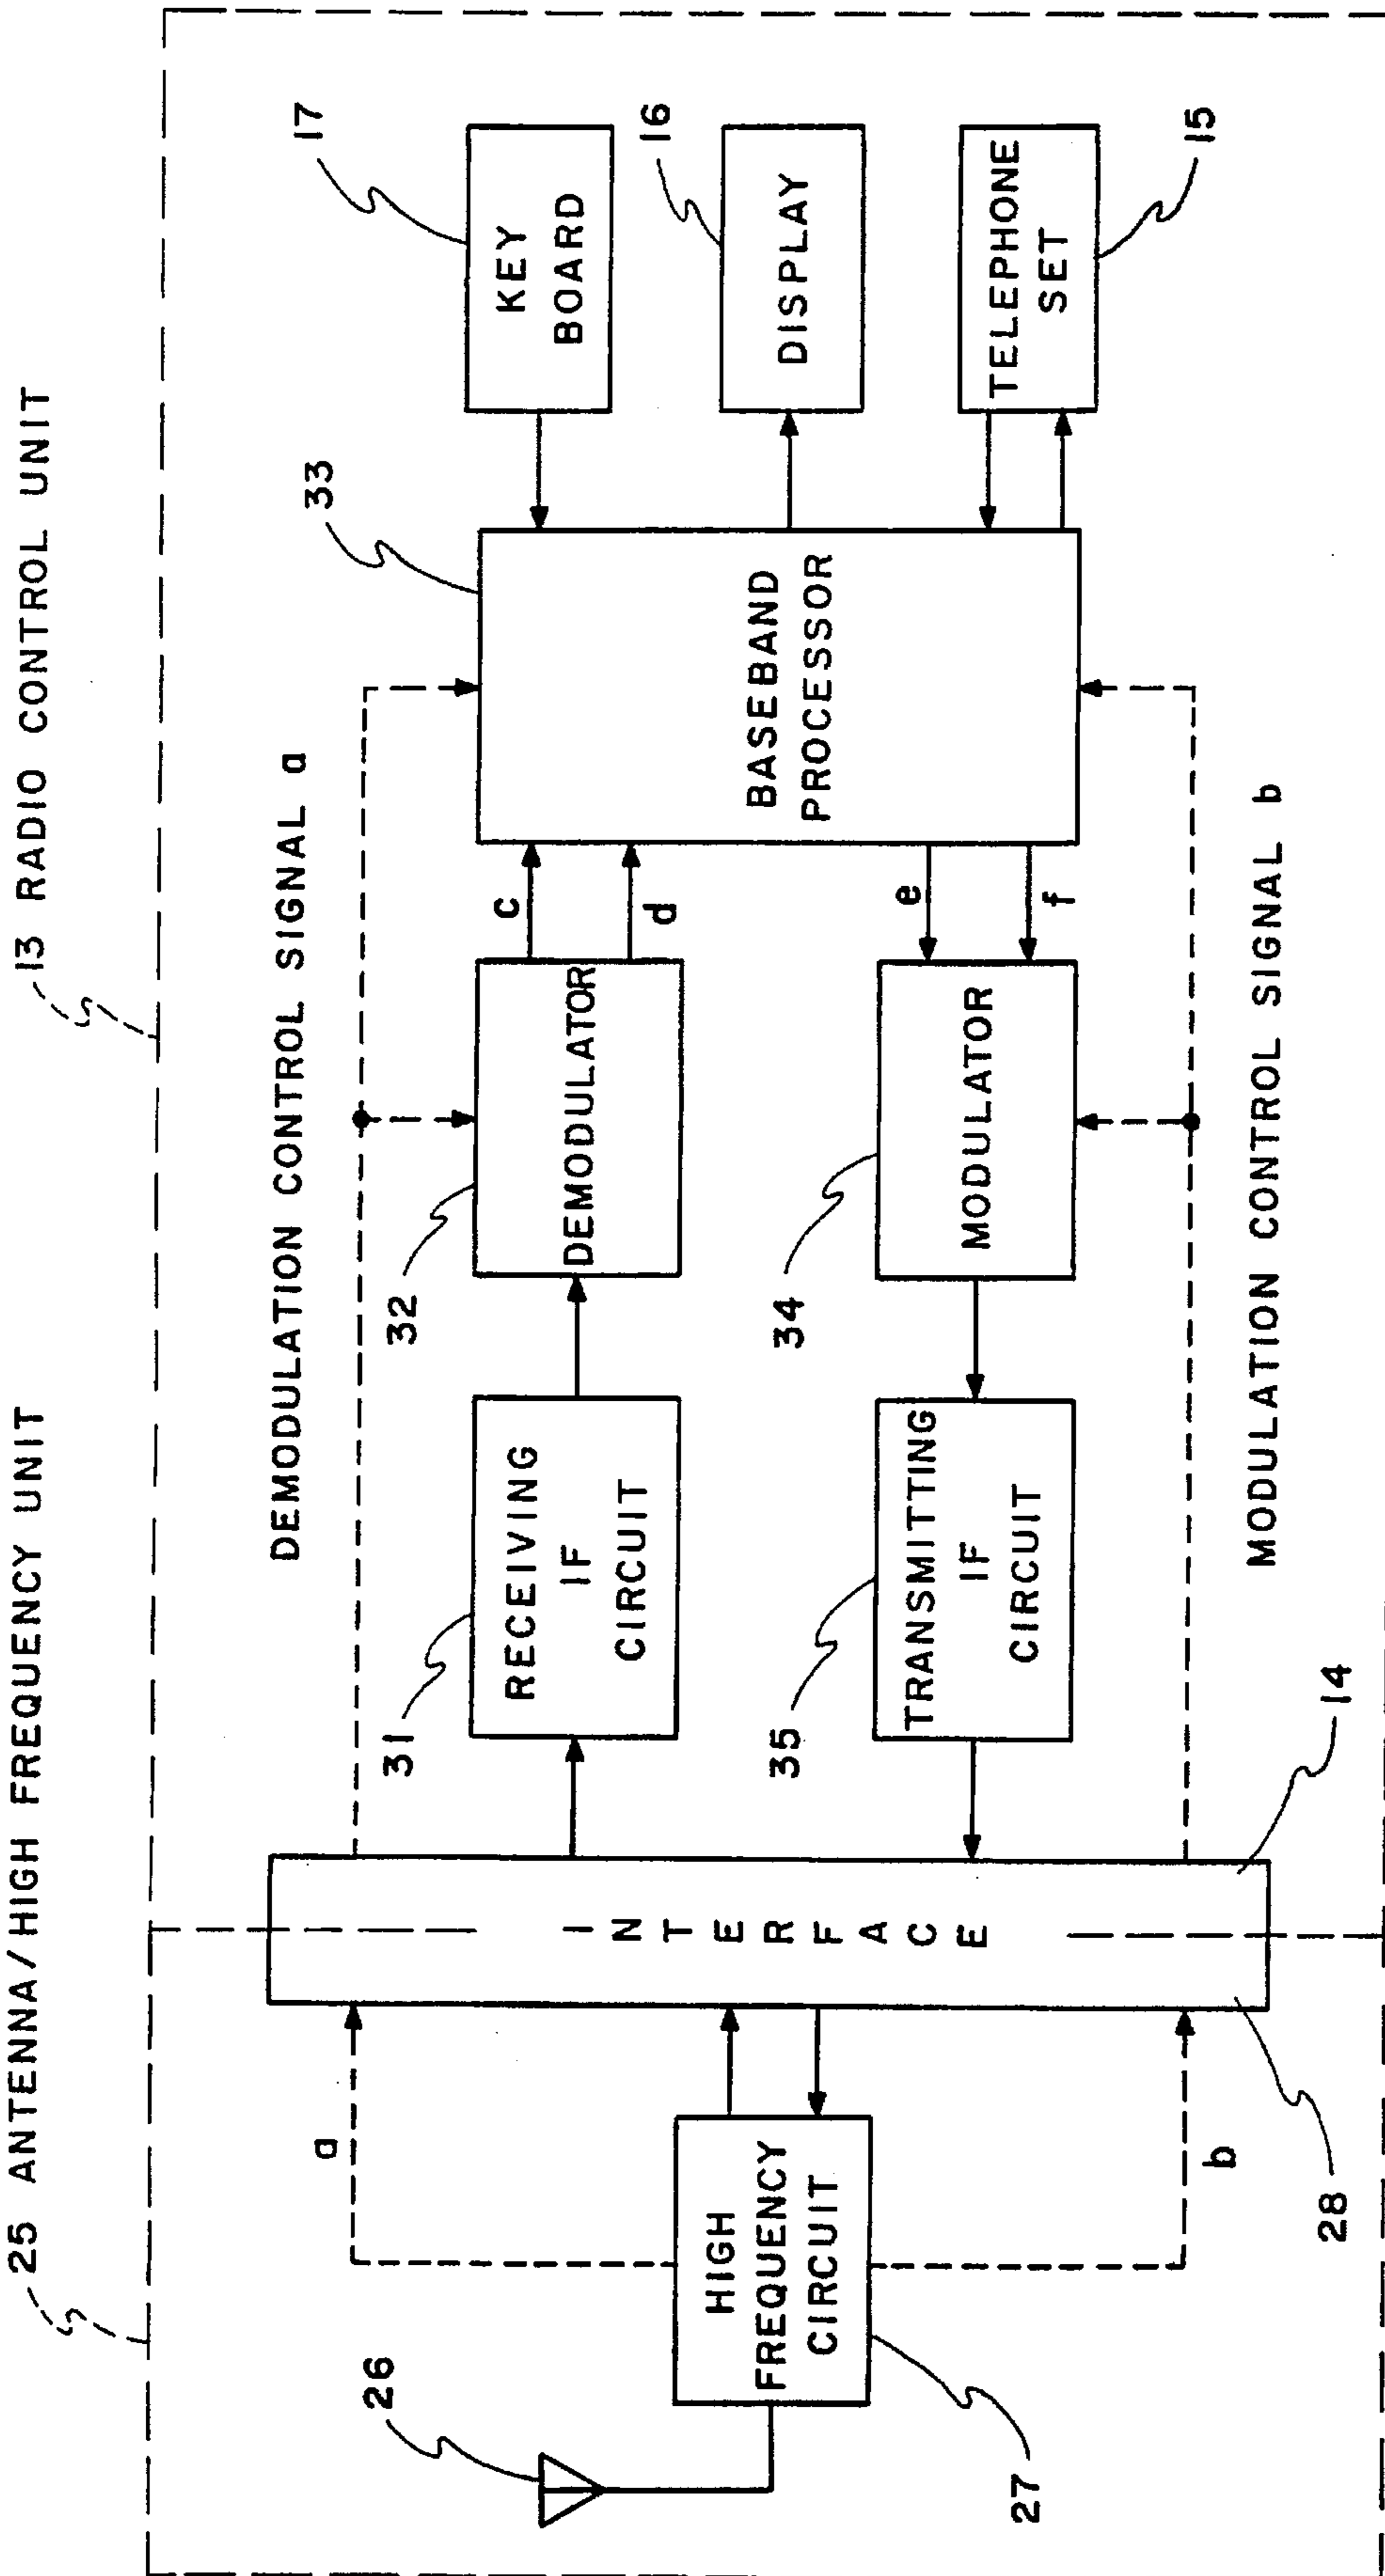 25 ANTENNA/HIGH FREQUENCY UNIT
13 RADIO CONTROL UNIT
DEMODULATION CONTROL SIGNAL a
17
KEY
BOARD
33
16
DISPLAY
TELEPHONE
SET
15
BASEBAND
PROCESSOR
c
d
e
f
32
DEMODULATOR
34
MODULATOR
31
RECEIVING
IF
CIRCUIT
35
TRANSMITTING
IF
CIRCUIT
MODULATION CONTROL SIGNAL b
INTERFACE
14
28
a
b
26
HIGH
FREQUENCY
CIRCUIT
27